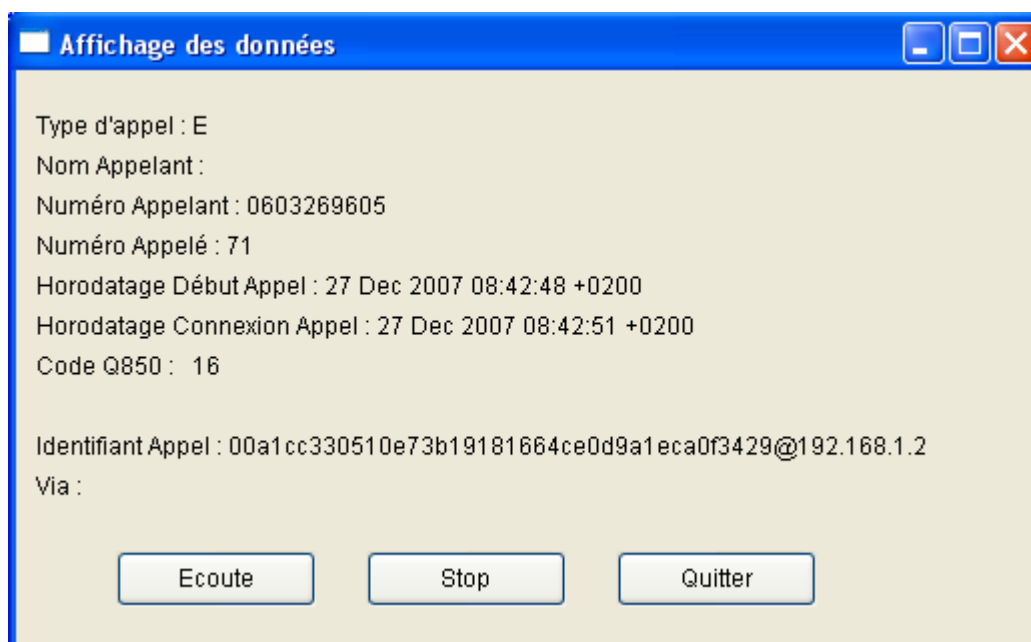 Affichage des données
Type d'appel : E
Nom Appelant :
Numéro Appelant : 0603269605
Numéro Appelé : 71
Horodatage Début Appel : 27 Dec 2007 08:42:48 +0200
Horodatage Connexion Appel : 27 Dec 2007 08:42:51 +0200
Code Q850 : 16
Identifiant Appel : 00a1cc330510e73b19181664ce0d9a1eca0f3429@192.168.1.2
Via :
Ecoute Stop Quitter